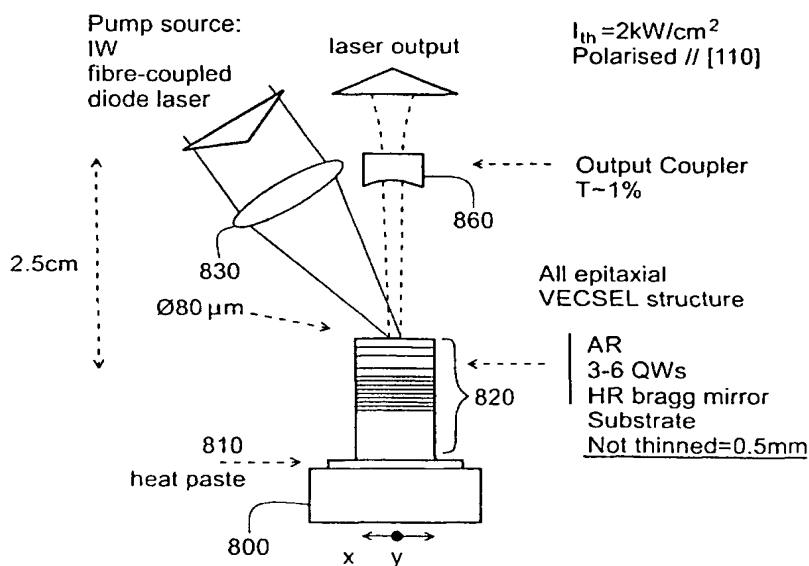 Pump source:
IW
fibre-coupled
diode laser
laser output
I_th =2kW/cm²
Polarised // [110]
Output Coupler
T~1%
860
830
2.5cm
Ø80 µm
All epitaxial
VECSEL structure
AR
3-6 QWs
HR bragg mirror
Substrate
Not thinned=0.5mm
820
810
heat paste
800
x
y